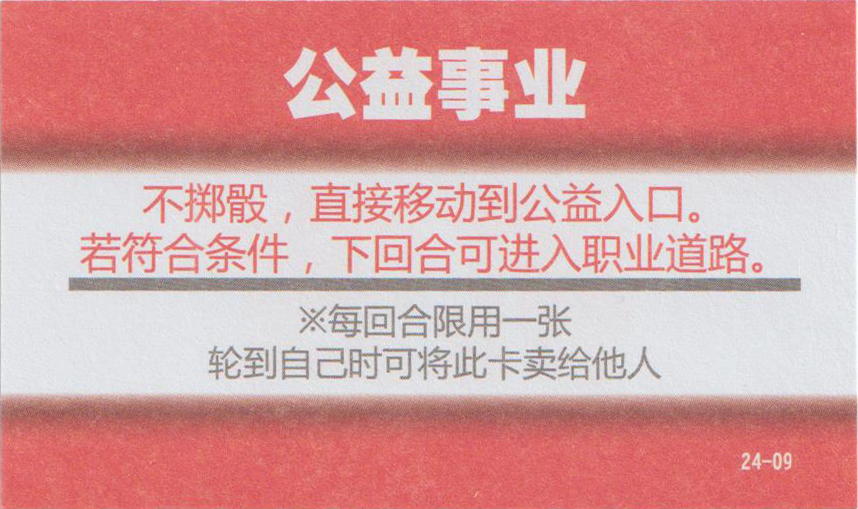 公益事业
不掷骰，直接移动到公益入口。
若符合条件，下回合可进入职业道路。
※每回合限用一张
轮到自己时可将此卡卖给他人
24-09